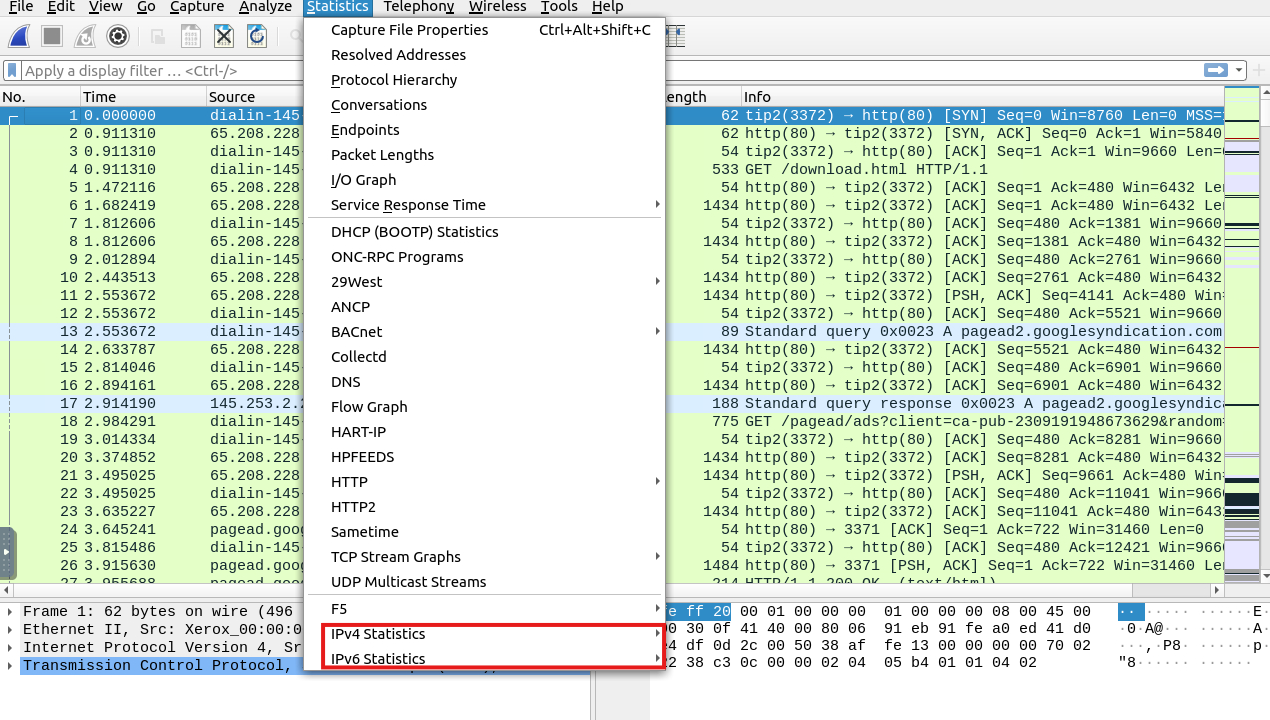 File Edit View Go Capture Analyze Statistics Telephony Wireless Tools Help
Apply a display filter … <Ctrl-/>
No. Time Source ength Info
1 0.000000 dialin-145- 62 tip2(3372) → http(80) [SYN] Seq=0 Win=8760 Len=0 MSS=
2 0.911310 65.208.228. 62 http(80) → tip2(3372) [SYN, ACK] Seq=0 Ack=1 Win=5840
3 0.911310 dialin-145- 54 tip2(3372) → http(80) [ACK] Seq=1 Ack=1 Win=9660 Len=
4 0.911310 dialin-145- 533 GET /download.html HTTP/1.1
5 1.472116 65.208.228. 54 http(80) → tip2(3372) [ACK] Seq=1 Ack=480 Win=6432 Len
6 1.682419 65.208.228. 1434 http(80) → tip2(3372) [ACK] Seq=1 Ack=480 Win=6432 Len
7 1.812606 dialin-145- 54 tip2(3372) → http(80) [ACK] Seq=480 Ack=1381 Win=9660
8 1.812606 65.208.228. 1434 http(80) → tip2(3372) [ACK] Seq=1381 Ack=480 Win=6432
9 2.012894 dialin-145- 54 tip2(3372) → http(80) [ACK] Seq=480 Ack=2761 Win=9660
10 2.443513 65.208.228. 1434 http(80) → tip2(3372) [ACK] Seq=2761 Ack=480 Win=6432
11 2.553672 65.208.228. 1434 http(80) → tip2(3372) [PSH, ACK] Seq=4141 Ack=480 Win=
12 2.553672 dialin-145- 54 tip2(3372) → http(80) [ACK] Seq=480 Ack=5521 Win=9660
13 2.553672 dialin-145- 89 Standard query 0x0023 A pagead2.googlesyndication.com
14 2.633787 65.208.228. 1434 http(80) → tip2(3372) [ACK] Seq=5521 Ack=480 Win=6432
15 2.814046 dialin-145- 54 tip2(3372) → http(80) [ACK] Seq=480 Ack=6901 Win=9660
16 2.894161 65.208.228. 1434 http(80) → tip2(3372) [ACK] Seq=6901 Ack=480 Win=6432
17 2.914190 145.253.2.2 188 Standard query response 0x0023 A pagead2.googlesyndica
18 2.984291 dialin-145- 775 GET /pagead/ads?client=ca-pub-2309191948673629&random=
19 3.014334 dialin-145- 54 tip2(3372) → http(80) [ACK] Seq=480 Ack=8281 Win=9660
20 3.374852 65.208.228. 1434 http(80) → tip2(3372) [ACK] Seq=8281 Ack=480 Win=6432
21 3.495025 65.208.228. 1434 http(80) → tip2(3372) [PSH, ACK] Seq=9661 Ack=480 Win=
22 3.495025 dialin-145- 54 tip2(3372) → http(80) [ACK] Seq=480 Ack=11041 Win=966
23 3.635227 65.208.228. 1434 http(80) → tip2(3372) [ACK] Seq=11041 Ack=480 Win=643
24 3.645241 pagead.goog 54 http(80) → 3371 [ACK] Seq=1 Ack=722 Win=31460 Len=0
25 3.815486 dialin-145- 54 tip2(3372) → http(80) [ACK] Seq=480 Ack=12421 Win=966
26 3.915630 pagead.goog 1484 http(80) → 3371 [PSH, ACK] Seq=1 Ack=722 Win=31460 Le
27 3.955688 pagead.goog 214 HTTP/1.1 200 OK (text/html)
Capture File Properties Ctrl+Alt+Shift+C
Resolved Addresses
Protocol Hierarchy
Conversations
Endpoints
Packet Lengths
I/O Graph
Service Response Time
DHCP (BOOTP) Statistics
ONC-RPC Programs
29West
ANCP
BACnet
Collectd
DNS
Flow Graph
HART-IP
HPFEEDS
HTTP
HTTP2
Sametime
TCP Stream Graphs
UDP Multicast Streams
F5
IPv4 Statistics
IPv6 Statistics
Frame 1: 62 bytes on wire (496
Ethernet II, Src: Xerox_00:00:0
Internet Protocol Version 4, Sr
Transmission Control Protocol,
fe ff 20 00 01 00 00 00 01 00 00 00 08 00 45 00 ·· ····· ······E·
00 30 0f 41 40 00 80 06 91 eb 91 fe a0 ed 41 d0 ·0·A@··· ······A·
e4 df 0d 2c 00 50 38 af fe 13 00 00 00 00 70 02 ···,·P8· ······p·
22 38 c3 0c 00 00 02 04 05 b4 01 01 04 02 "8······ ······